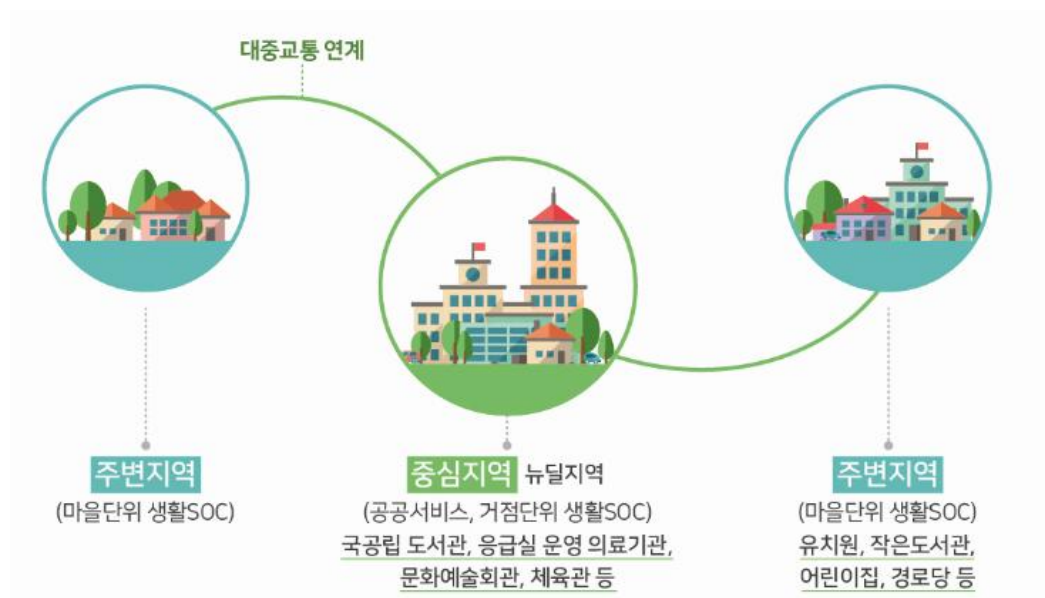 대중교통 연계
주변지역
(마을단위 생활SOC)
중심지역 뉴딜지역
(공공서비스, 거점단위 생활SOC)
국공립 도서관, 응급실 운영 의료기관,
문화예술회관, 체육관 등
주변지역
(마을단위 생활SOC)
유치원, 작은도서관,
어린이집, 경로당 등